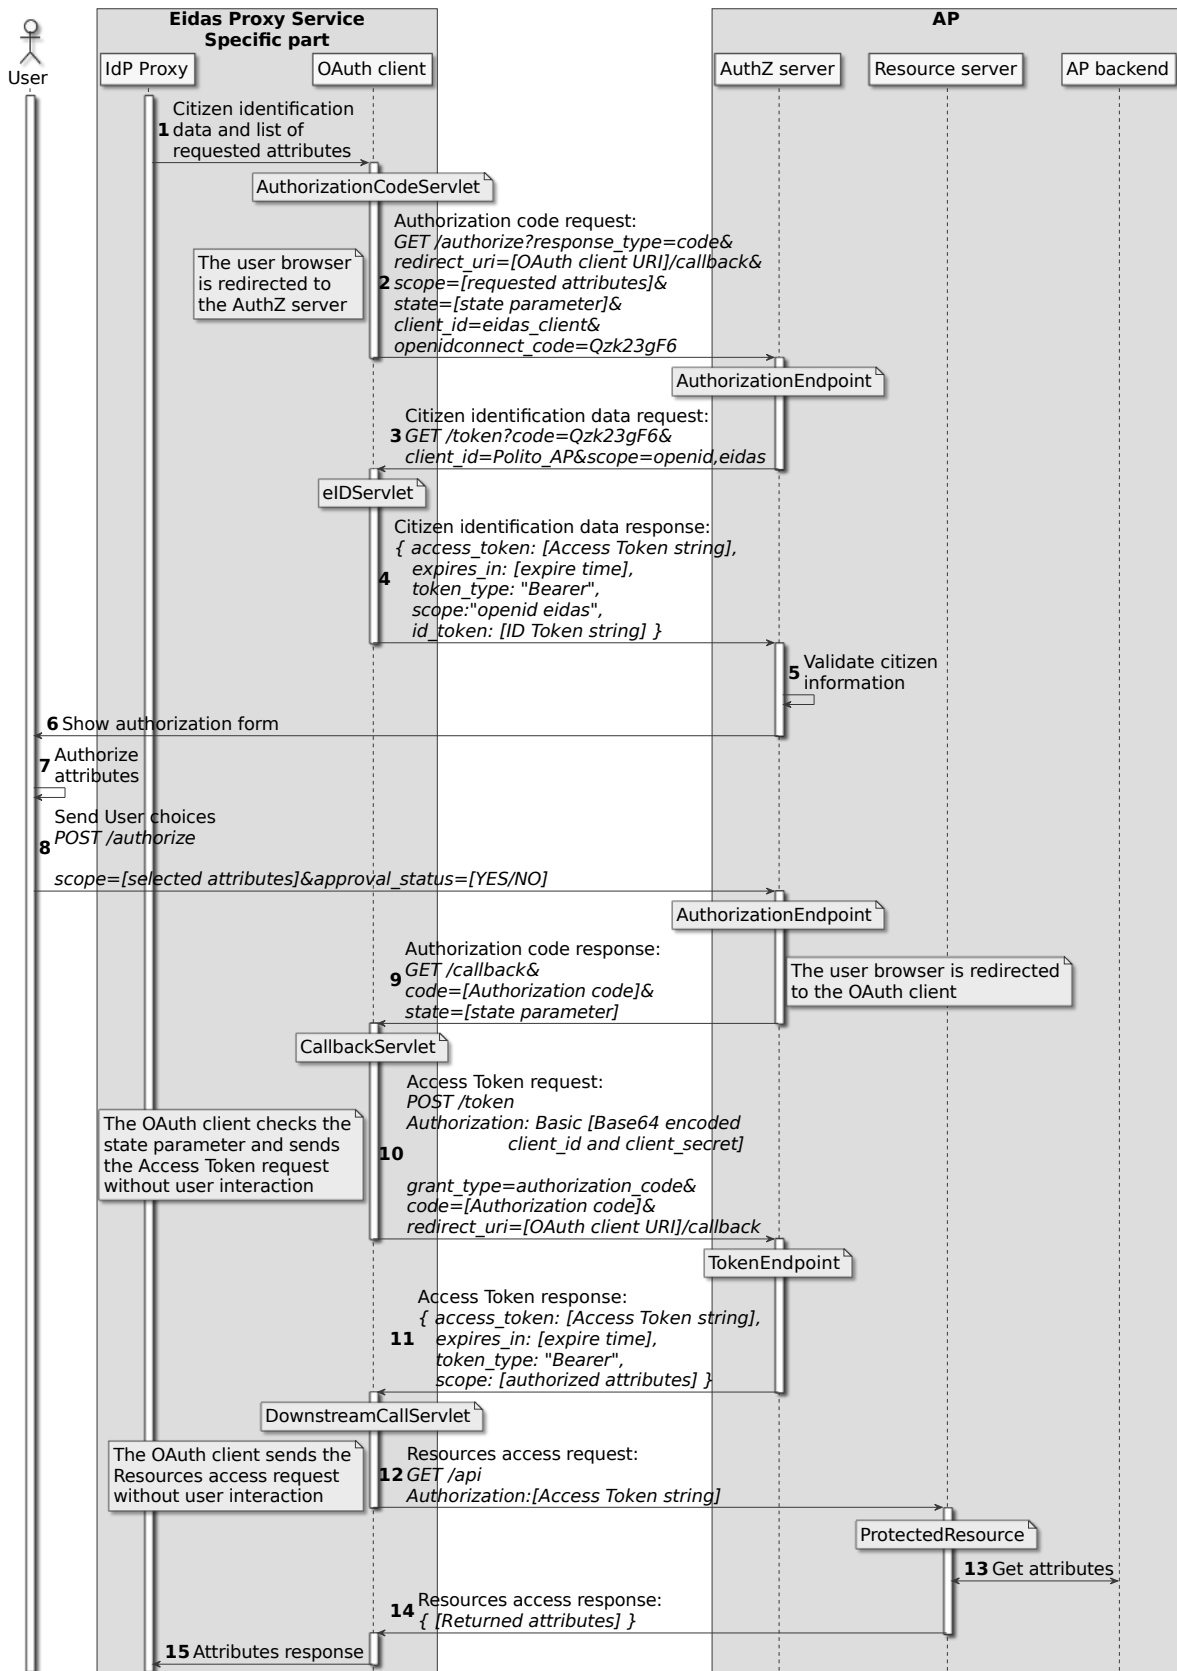 Eidas Proxy Service
Specific part
AP
User
IdP Proxy
OAuth client
AuthZ server
Resource server
AP backend
1 Citizen identification
data and list of
requested attributes
AuthorizationCodeServlet
The user browser
is redirected to
the AuthZ server
2
Authorization code request:
GET /authorize?response_type=code&
redirect_uri=[OAuth client URI]/callback&
scope=[requested attributes]&
state=[state parameter]&
client_id=eidas_client&
openidconnect_code=Qzk23gF6
AuthorizationEndpoint
3
Citizen identification data request:
GET /token?code=Qzk23gF6&
client_id=Polito_AP&scope=openid,eidas
eIDServlet
4
Citizen identification data response:
{ access_token: [Access Token string],
expires_in: [expire time],
token_type: "Bearer",
scope:"openid eidas",
id_token: [ID Token string] }
5 Validate citizen
information
6 Show authorization form
7 Authorize
attributes
8
Send User choices
POST /authorize
scope=[selected attributes]&approval_status=[YES/NO]
AuthorizationEndpoint
9
Authorization code response:
GET /callback&
code=[Authorization code]&
state=[state parameter]
The user browser is redirected
to the OAuth client
CallbackServlet
The OAuth client checks the
state parameter and sends
the Access Token request
without user interaction
10
Access Token request:
POST /token
Authorization: Basic [Base64 encoded
client_id and client_secret]
grant_type=authorization_code&
code=[Authorization code]&
redirect_uri=[OAuth client URI]/callback
TokenEndpoint
11
Access Token response:
{ access_token: [Access Token string],
expires_in: [expire time],
token_type: "Bearer",
scope: [authorized attributes] }
DownstreamCallServlet
The OAuth client sends the
Resources access request
without user interaction
12
Resources access request:
GET /api
Authorization:[Access Token string]
ProtectedResource
13 Get attributes
14
Resources access response:
{ [Returned attributes] }
15 Attributes response